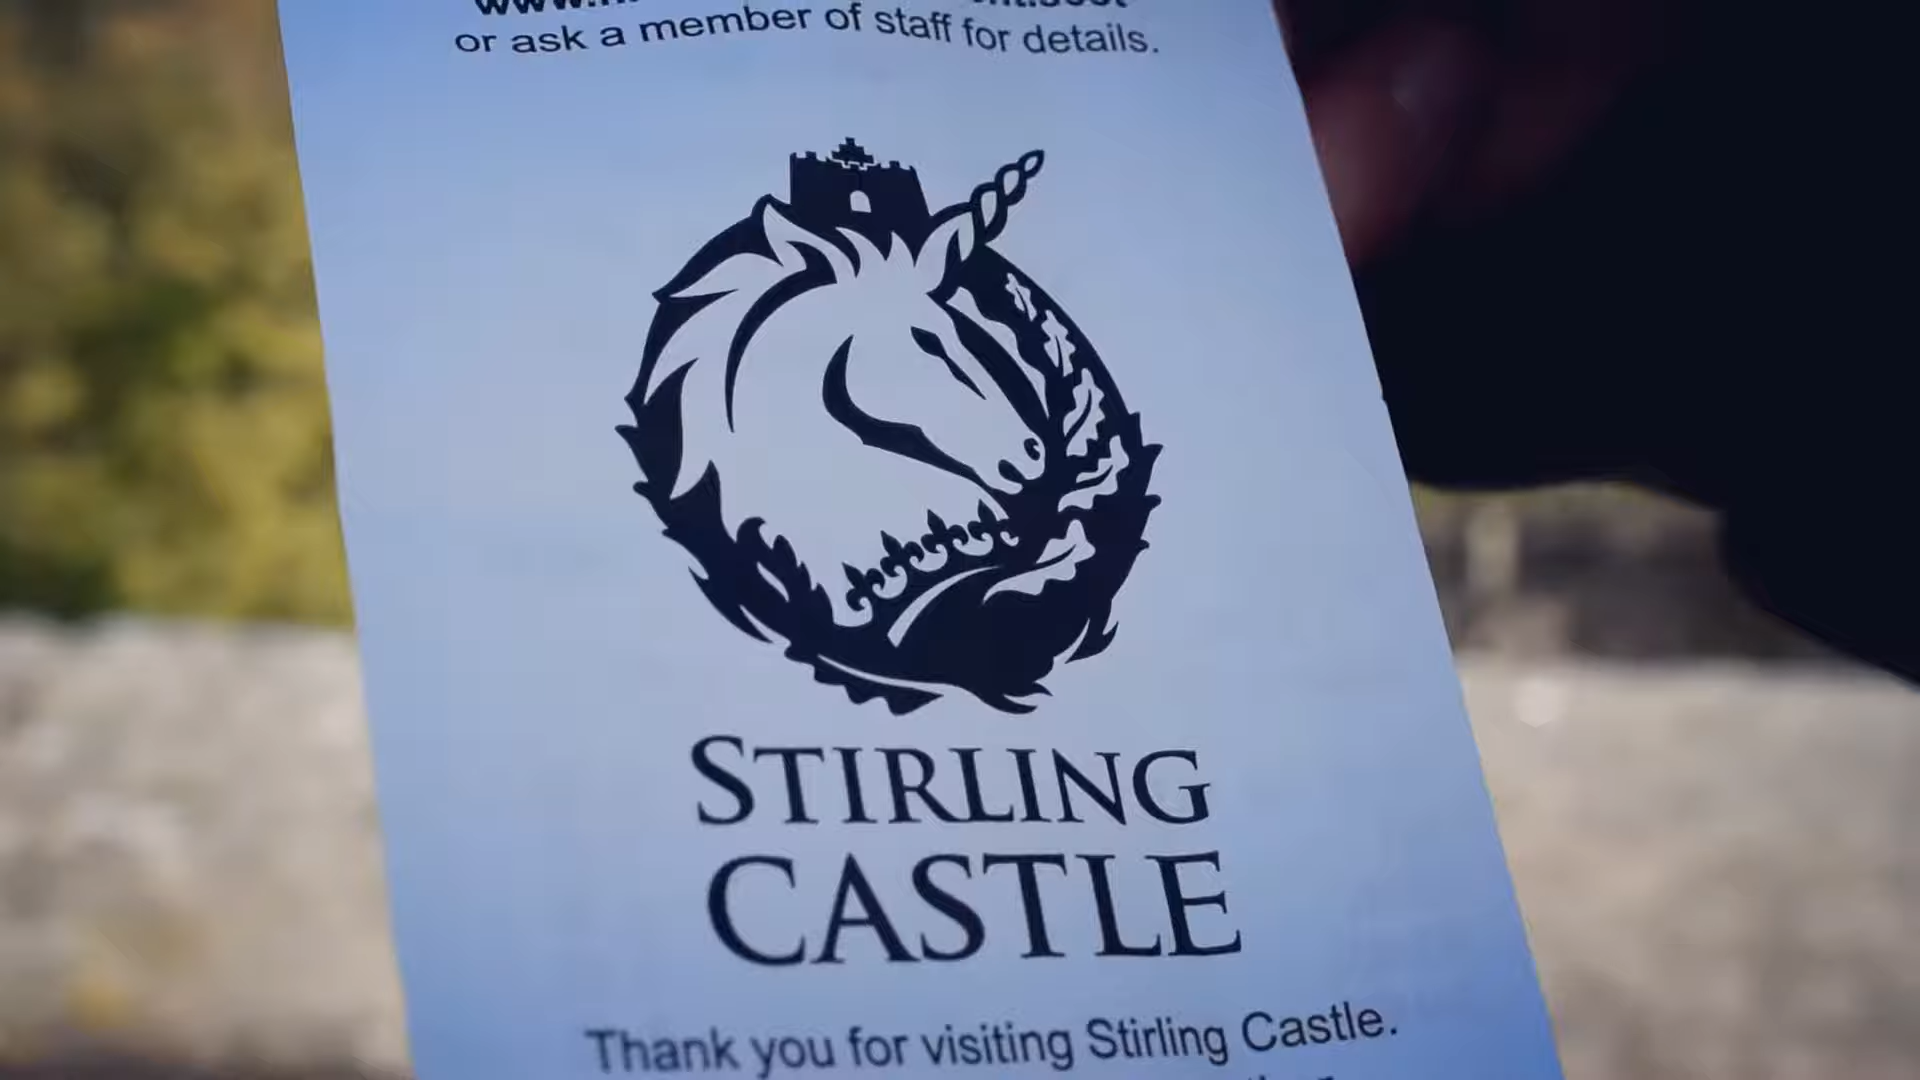 or ask a member of staff for details.
STIRLING
CASTLE
Thank you for visiting Stirling Castle.